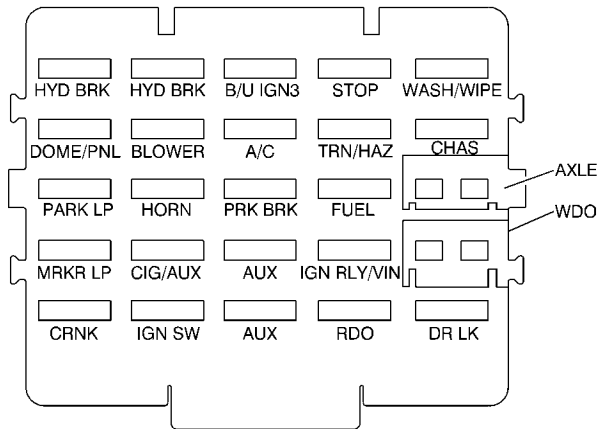 HYD BRK HYD BRK B/U IGN3 STOP WASH/WIPE
DOME/PNL BLOWER A/C TRN/HAZ CHAS
AXLE
PARK LP HORN PRK BRK FUEL
WDO
MRKR LP CIG/AUX AUX IGN RLY/VIN
CRNK IGN SW AUX RDO DR LK